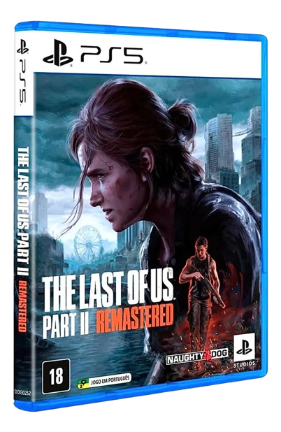 PS5
THE LAST OF US
PART II REMASTERED
NAUGHTY DOG
18
JOGO EM PORTUGUÊS
STUDIOS
THE LAST OF US PART II
REMASTERED